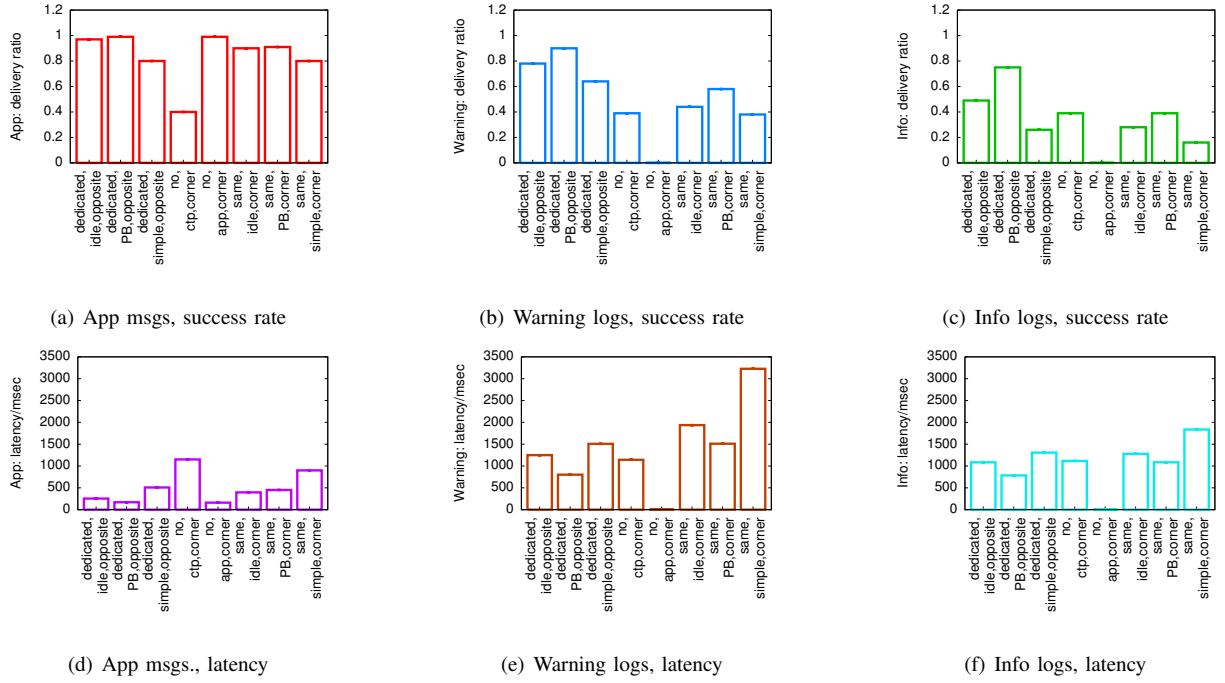 App: delivery ratio
1.2
1
0.8
0.6
0.4
0.2
0
dedicated,
idle,opposite
dedicated,
PB,opposite
dedicated,
simple,opposite
no,
ctp,corner
no,
app,corner
same,
idle,corner
same,
PB,corner
same,
simple,corner
(a) App msgs, success rate
Warning: delivery ratio
1.2
1
0.8
0.6
0.4
0.2
0
dedicated,
idle,opposite
dedicated,
PB,opposite
dedicated,
simple,opposite
no,
ctp,corner
no,
app,corner
same,
idle,corner
same,
PB,corner
same,
simple,corner
(b) Warning logs, success rate
Info: delivery ratio
1.2
1
0.8
0.6
0.4
0.2
0
dedicated,
idle,opposite
dedicated,
PB,opposite
dedicated,
simple,opposite
no,
ctp,corner
no,
app,corner
same,
idle,corner
same,
PB,corner
same,
simple,corner
(c) Info logs, success rate
App: latency/msec
3500
3000
2500
2000
1500
1000
500
0
dedicated,
idle,opposite
dedicated,
PB,opposite
dedicated,
simple,opposite
no,
ctp,corner
no,
app,corner
same,
idle,corner
same,
PB,corner
same,
simple,corner
(d) App msgs., latency
Warning: latency/msec
3500
3000
2500
2000
1500
1000
500
0
dedicated,
idle,opposite
dedicated,
PB,opposite
dedicated,
simple,opposite
no,
ctp,corner
no,
app,corner
same,
idle,corner
same,
PB,corner
same,
simple,corner
(e) Warning logs, latency
Info: latency/msec
3500
3000
2500
2000
1500
1000
500
0
dedicated,
idle,opposite
dedicated,
PB,opposite
dedicated,
simple,opposite
no,
ctp,corner
no,
app,corner
same,
idle,corner
same,
PB,corner
same,
simple,corner
(f) Info logs, latency